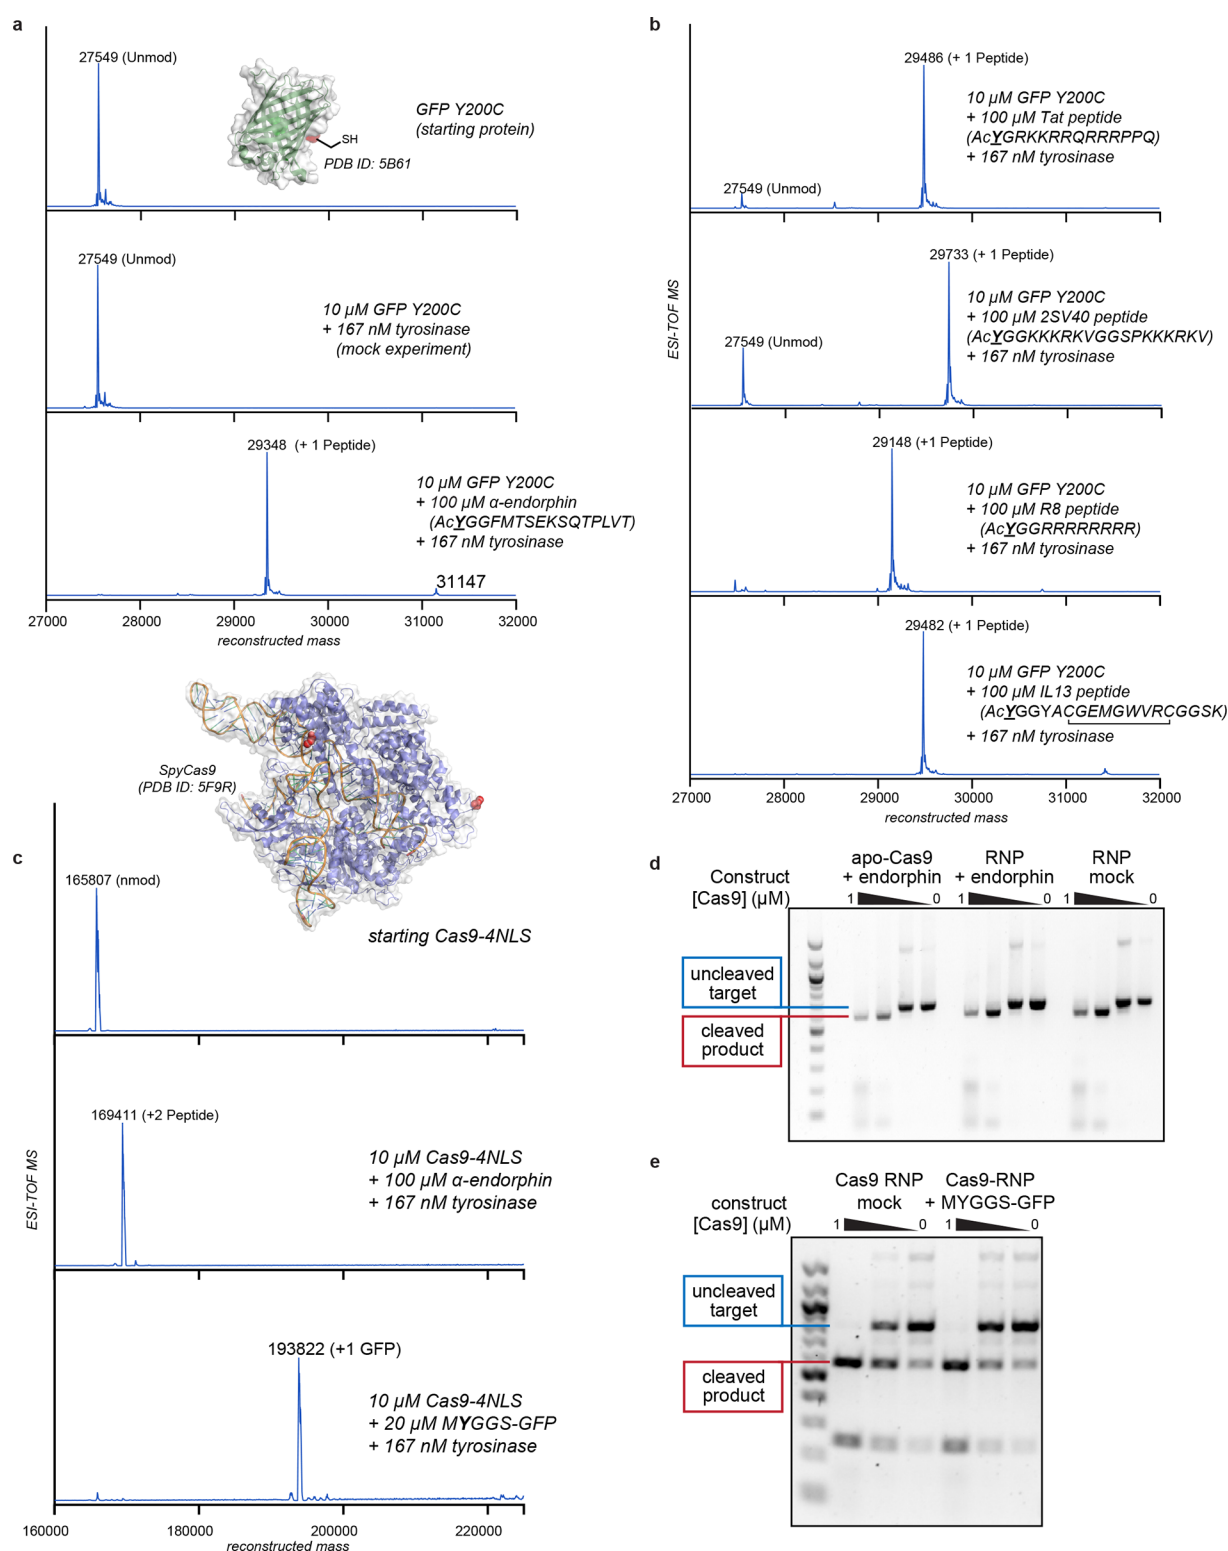 a
27549 (Unmod)
GFP Y200C
(starting protein)
SH
PDB ID: 5B61
27549 (Unmod)
10 µM GFP Y200C
+ 167 nM tyrosinase
(mock experiment)
29348 (+ 1 Peptide)
10 µM GFP Y200C
+ 100 µM α-endorphin
(AcYGGFMTSEKSQTPLVT)
+ 167 nM tyrosinase
31147
27000 28000 29000 30000 31000 32000
reconstructed mass
b
29486 (+ 1 Peptide)
10 µM GFP Y200C
+ 100 µM Tat peptide
(AcYGRKKRRQRRRPPQ)
+ 167 nM tyrosinase
27549 (Unmod)
29733 (+ 1 Peptide)
ESI-TOF MS
10 µM GFP Y200C
+ 100 µM 2SV40 peptide
(AcYGGKKKRKVGGSPKKKRKV)
+ 167 nM tyrosinase
27549 (Unmod)
29148 (+1 Peptide)
10 µM GFP Y200C
+ 100 µM R8 peptide
(AcYGGRRRRRRRR)
+ 167 nM tyrosinase
29482 (+ 1 Peptide)
10 µM GFP Y200C
+ 100 µM IL13 peptide
(AcYGGYACGEMGWVRCGGSK)
+ 167 nM tyrosinase
27000 28000 29000 30000 31000 32000
reconstructed mass
SpyCas9
(PDB ID: 5F9R)
c
165807 (nmod)
starting Cas9-4NLS
169411 (+2 Peptide)
ESI-TOF MS
10 µM Cas9-4NLS
+ 100 µM α-endorphin
+ 167 nM tyrosinase
193822 (+1 GFP)
10 µM Cas9-4NLS
+ 20 µM MYGGS-GFP
+ 167 nM tyrosinase
160000 180000 200000 220000
reconstructed mass
d
apo-Cas9 RNP RNP
Construct + endorphin + endorphin mock
[Cas9] (µM) 1 0 1 0 1 0
uncleaved
target
cleaved
product
e
Cas9 RNP Cas9-RNP
construct mock + MYGGS-GFP
[Cas9] (µM) 1 0 1 0
uncleaved
target
cleaved
product